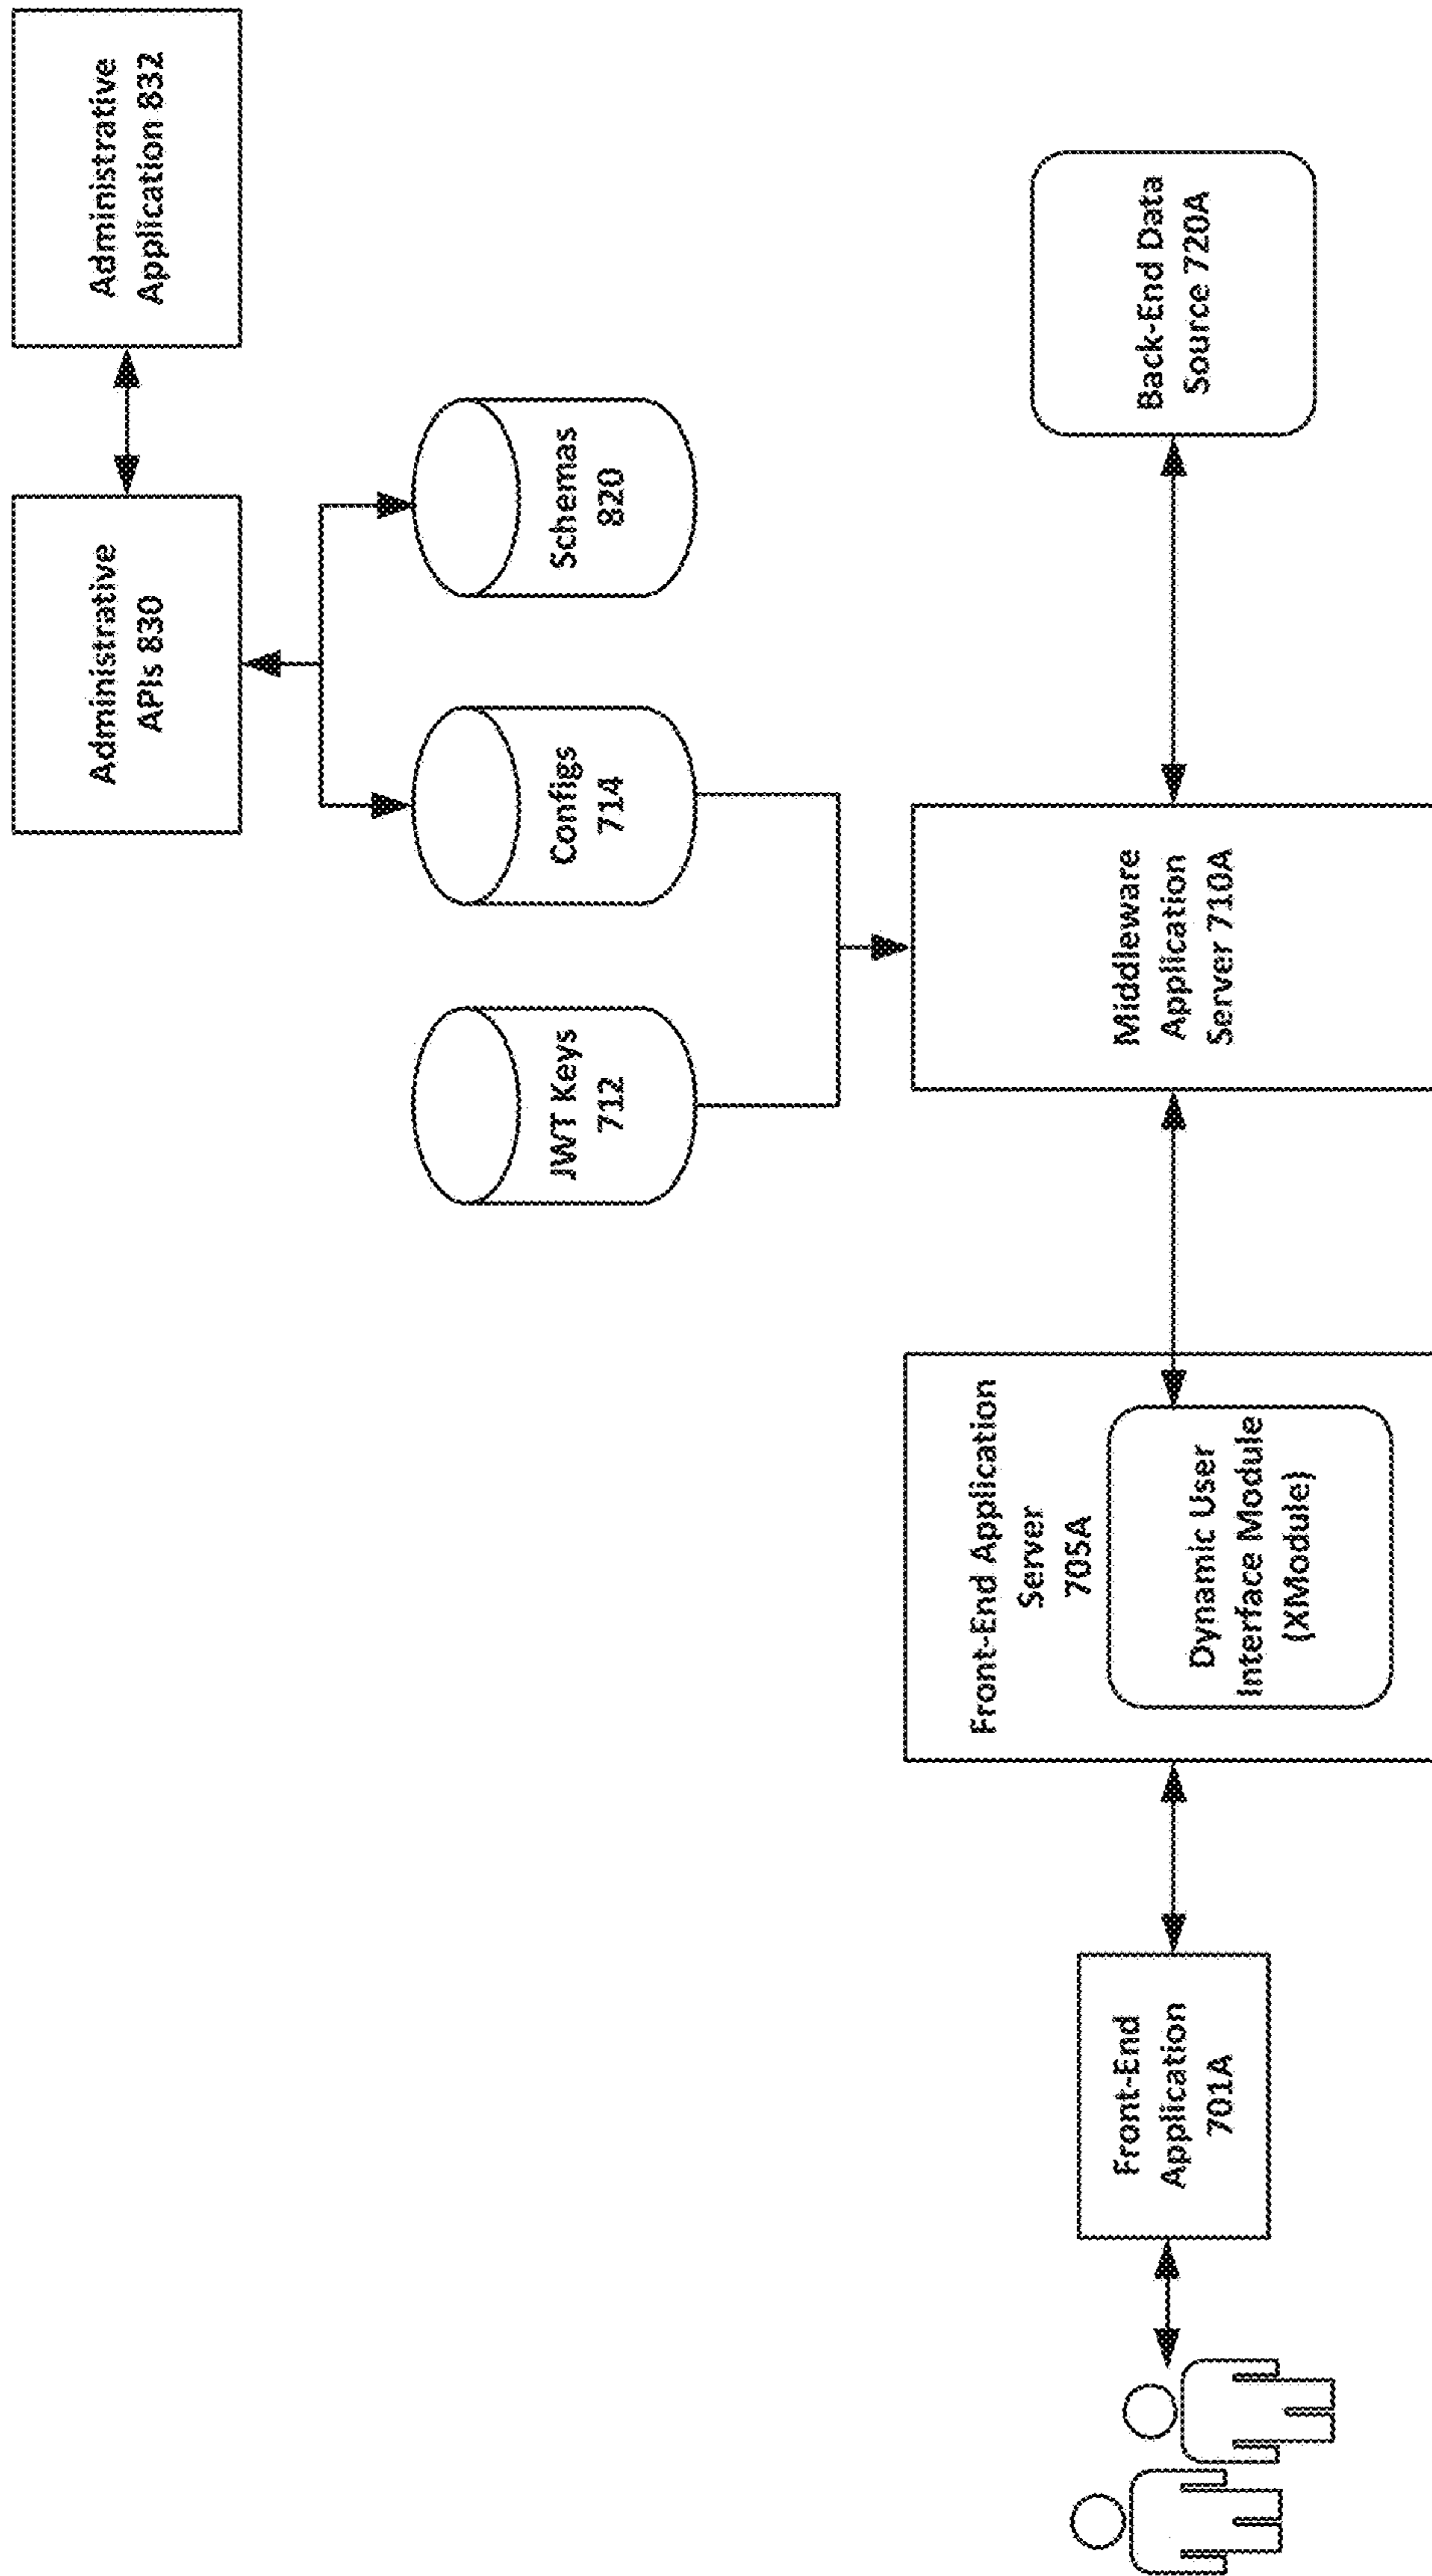 Administrative
APIs 830
Administrative
Application 832
JWT Keys
712
Configs
714
Schemas
820
Front-End
Application
701A
Front-End Application
Server
705A
Dynamic User
Interface Module
(XModule)
Middleware
Application
Server 710A
Back-End Data
Source 720A